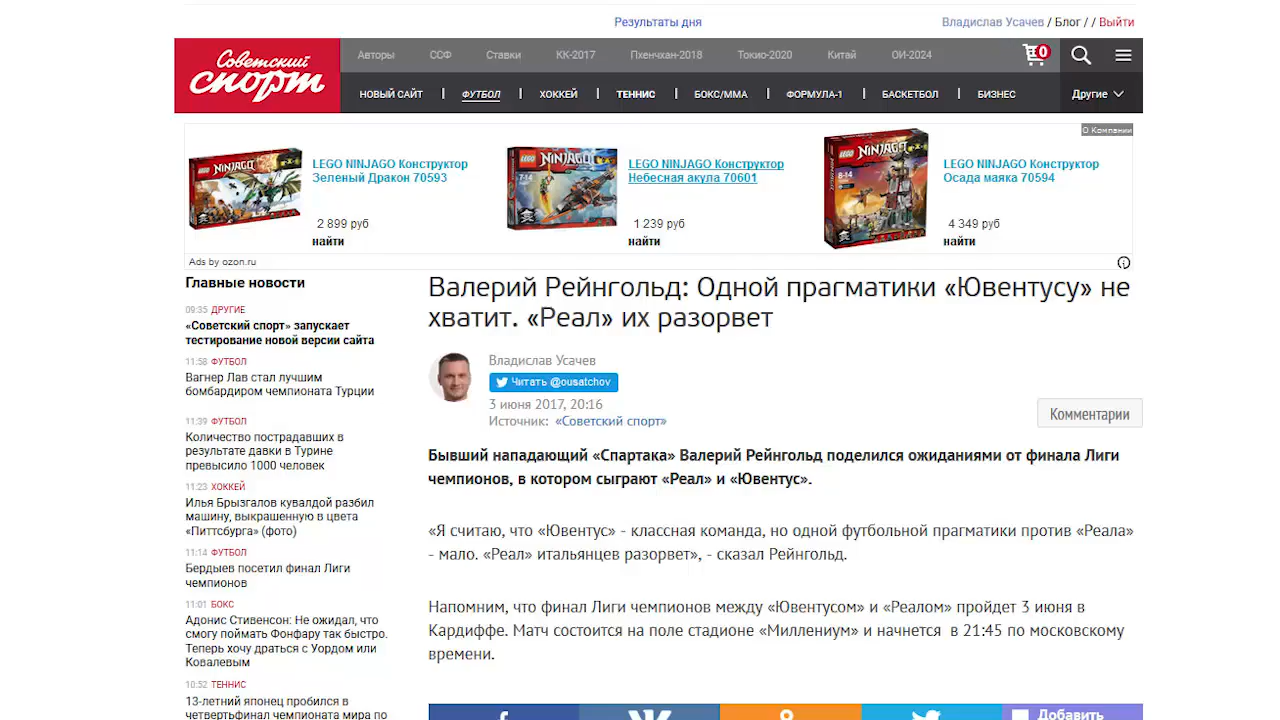 Результаты дня
Владислав Усачев / Блог / / Выйти
Советский спорт
Авторы ССФ Ставки КК-2017 Пхенчхан-2018 Токио-2020 Китай ОИ-2024 0
НОВЫЙ САЙТ | ФУТБОЛ | ХОККЕЙ | ТЕННИС | БОКС/ММА | ФОРМУЛА-1 | БАСКЕТБОЛ | БИЗНЕС Другие
О Компании
LEGO NINJAGO Конструктор
Зеленый Дракон 70593
2 899 руб
найти
LEGO NINJAGO Конструктор
Небесная акула 70601
1 239 руб
найти
LEGO NINJAGO Конструктор
Осада маяка 70594
4 349 руб
найти
Ads by ozon.ru
Главные новости
09:35 ДРУГИЕ
«Советский спорт» запускает
тестирование новой версии сайта
11:58 ФУТБОЛ
Вагнер Лав стал лучшим
бомбардиром чемпионата Турции
11:39 ФУТБОЛ
Количество пострадавших в
результате давки в Турине
превысило 1000 человек
11:23 ХОККЕЙ
Илья Брызгалов кувалдой разбил
машину, выкрашенную в цвета
«Питтсбурга» (фото)
11:14 ФУТБОЛ
Бердыев посетил финал Лиги
чемпионов
11:01 БОКС
Адонис Стивенсон: Не ожидал, что
смогу поймать Фонфару так быстро.
Теперь хочу драться с Уордом или
Ковалевым
10:52 ТЕННИС
13-летний японец пробился в
четвертьфинал чемпионата мира по
Валерий Рейнгольд: Одной прагматики «Ювентусу» не
хватит. «Реал» их разорвет
Владислав Усачев
Читать @ousatchov
3 июня 2017, 20:16
Источник: «Советский спорт»
Комментарии
Бывший нападающий «Спартака» Валерий Рейнгольд поделился ожиданиями от финала Лиги
чемпионов, в котором сыграют «Реал» и «Ювентус».
«Я считаю, что «Ювентус» - классная команда, но одной футбольной прагматики против «Реала»
- мало. «Реал» итальянцев разорвет», - сказал Рейнгольд.
Напомним, что финал Лиги чемпионов между «Ювентусом» и «Реалом» пройдет 3 июня в
Кардиффе. Матч состоится на поле стадионе «Миллениум» и начнется в 21:45 по московскому
времени.
Добавить